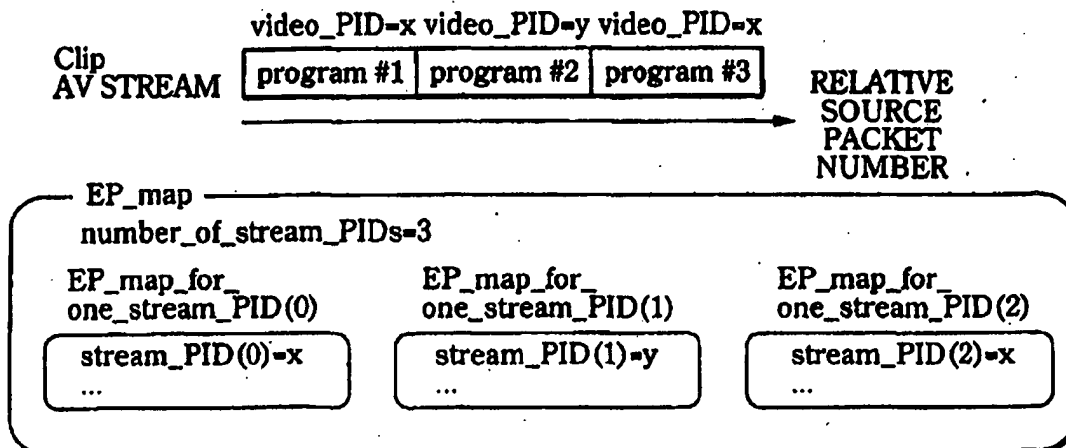 video_PID=x video_PID=y video_PID=x
Clip
AV STREAM
program #1 program #2 program #3
RELATIVE
SOURCE
PACKET
NUMBER
EP_map
number_of_stream_PIDs=3
EP_map_for_
one_stream_PID(0)
stream_PID(0)=x
...
EP_map_for_
one_stream_PID(1)
stream_PID(1)=y
...
EP_map_for_
one_stream_PID(2)
stream_PID(2)=x
...